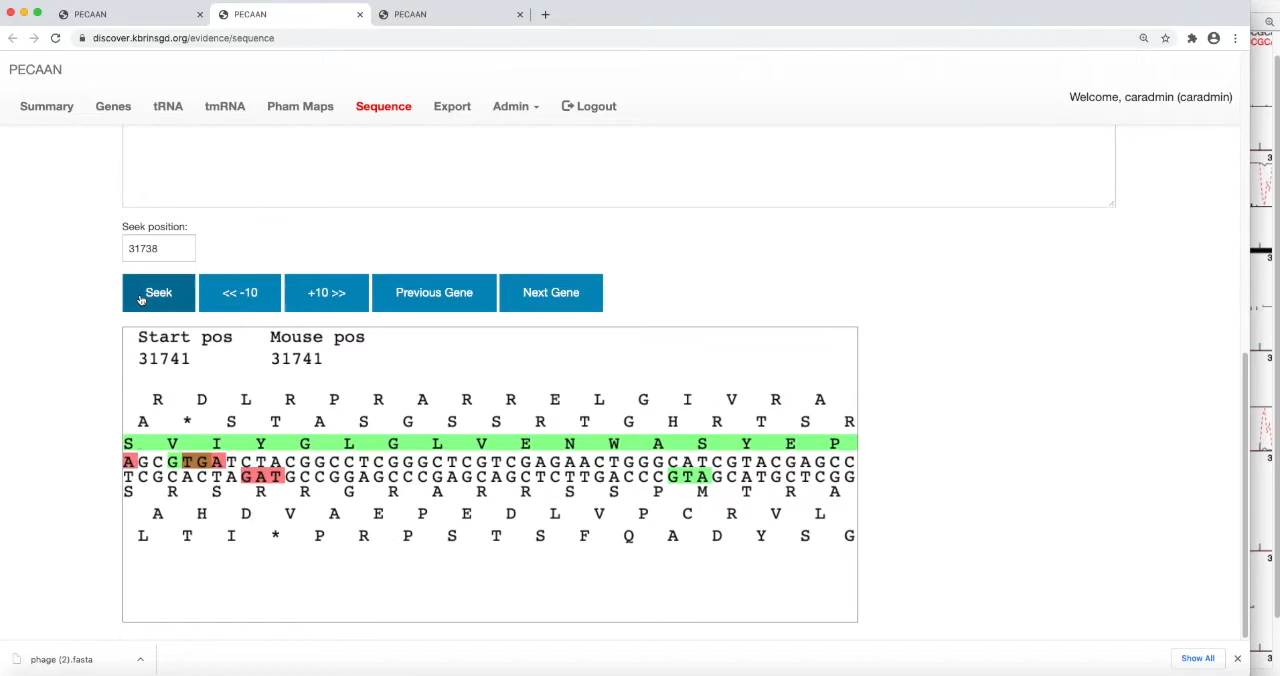 PECAAN PECAAN PECAAN
discover.kbrinsgd.org/evidence/sequence
PECAAN
Summary Genes tRNA tmRNA Pham Maps Sequence Export Admin Logout
Welcome, caradmin (caradmin)
Seek position:
31738
Seek << -10 +10 >> Previous Gene Next Gene
Start pos Mouse pos
31741 31741
R D L R P R A R R E L G I V R A
A * S T A S G S S R T G H R T S R
S V I Y G L G L V E N W A S Y E P
AGCGTGATCTACGGCCTCGGGCTCGTCGAGAACTGGGCATCGTACGAGCC
TCGCACTAGATGCCGGAGCCCGAGCAGCTCTTGACCCGTAGCATGCTCGG
S R S R R G R A R R S S P M T R A
A H D V A E P E D L V P C R V L
L T I * P R P S T S F Q A D Y S G
phage (2).fasta
Show All